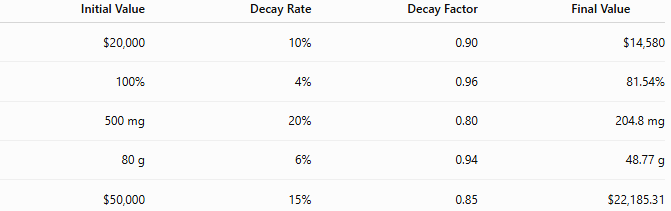 Initial Value Decay Rate Decay Factor Final Value
$20,000 10% 0.90 $14,580
100% 4% 0.96 81.54%
500 mg 20% 0.80 204.8 mg
80 g 6% 0.94 48.77 g
$50,000 15% 0.85 $22,185.31